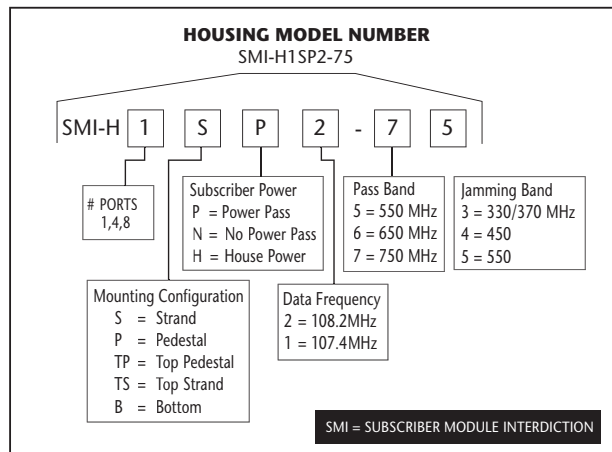 HOUSING MODEL NUMBER
SMI-H1SP2-75
SMI-H 1 S P 2 - 7 5
# PORTS
1,4,8
Subscriber Power
P = Power Pass
N = No Power Pass
H = House Power
Pass Band
5 = 550 MHz
6 = 650 MHz
7 = 750 MHz
Jamming Band
3 = 330/370 MHz
4 = 450
5 = 550
Mounting Configuration
S = Strand
P = Pedestal
TP = Top Pedestal
TS = Top Strand
B = Bottom
Data Frequency
2 = 108.2MHz
1 = 107.4MHz
SMI = SUBSCRIBER MODULE INTERDICTION